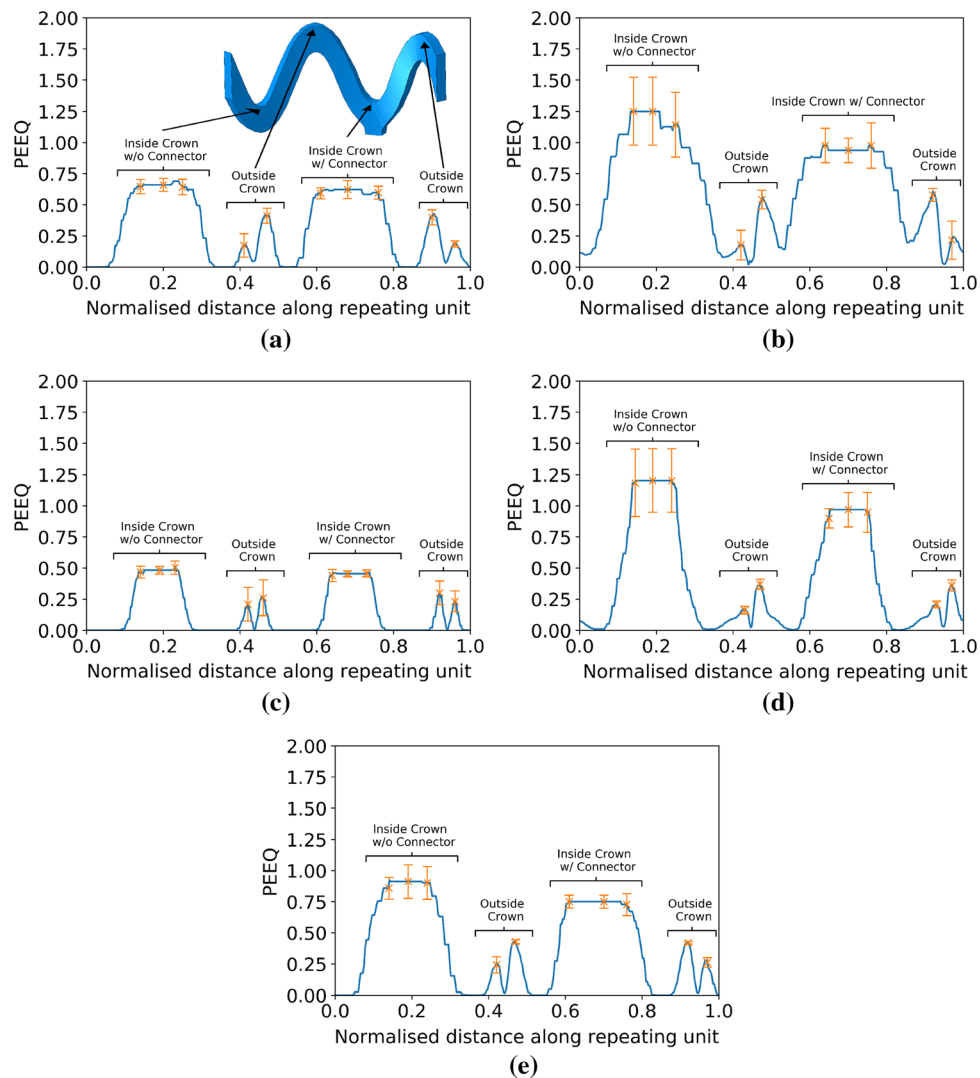 2.00
1.75
1.50
1.25
1.00
0.75
0.50
0.25
0.00
PEEQ
Inside Crown
w/o Connector
Outside
Crown
Inside Crown
w/ Connector
Outside
Crown
0.0 0.2 0.4 0.6 0.8 1.0
Normalised distance along repeating unit
(a)
2.00
1.75
1.50
1.25
1.00
0.75
0.50
0.25
0.00
PEEQ
Inside Crown
w/o Connector
Outside
Crown
Inside Crown w/ Connector
Outside
Crown
0.0 0.2 0.4 0.6 0.8 1.0
Normalised distance along repeating unit
(b)
2.00
1.75
1.50
1.25
1.00
0.75
0.50
0.25
0.00
PEEQ
Inside Crown
w/o Connector
Outside
Crown
Inside Crown
w/ Connector
Outside
Crown
0.0 0.2 0.4 0.6 0.8 1.0
Normalised distance along repeating unit
(c)
2.00
1.75
1.50
1.25
1.00
0.75
0.50
0.25
0.00
PEEQ
Inside Crown
w/o Connector
Outside
Crown
Inside Crown
w/ Connector
Outside
Crown
0.0 0.2 0.4 0.6 0.8 1.0
Normalised distance along repeating unit
(d)
2.00
1.75
1.50
1.25
1.00
0.75
0.50
0.25
0.00
PEEQ
Inside Crown
w/o Connector
Outside
Crown
Inside Crown
w/ Connector
Outside
Crown
0.0 0.2 0.4 0.6 0.8 1.0
Normalised distance along repeating unit
(e)